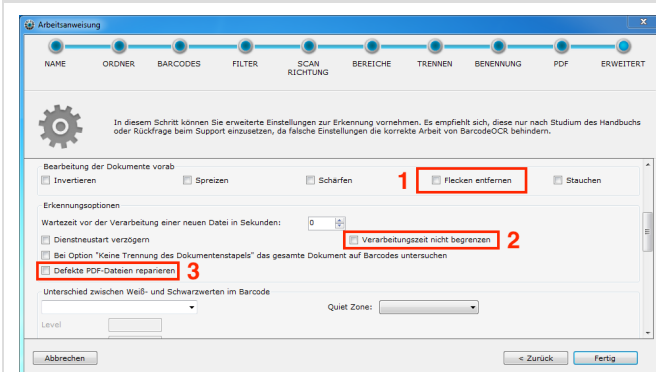 Arbeitsanweisung
x
NAME ORDNER BARCODES FILTER SCAN RICHTUNG BEREICHE TRENNEN BENENNUNG PDF ERWEITERT
In diesem Schritt können Sie erweiterte Einstellungen zur Erkennung vornehmen. Es empfiehlt sich, diese nur nach Studium des Handbuchs
oder Rückfrage beim Support einzusetzen, da falsche Einstellungen die korrekte Arbeit von BarcodeOCR behindern.
Bearbeitung der Dokumente vorab
Invertieren Spreizen Schärfen 1 Flecken entfernen Stauchen
Erkennungsoptionen
Wartezeit vor der Verarbeitung einer neuen Datei in Sekunden: 0
Dienstneustart verzögern Verarbeitungszeit nicht begrenzen 2
Bei Option "Keine Trennung des Dokumentenstapels" das gesamte Dokument auf Barcodes untersuchen
Defekte PDF-Dateien reparieren 3
Unterschied zwischen Weiß- und Schwarzwerten im Barcode
Quiet Zone:
Level
Abbrechen < Zurück Fertig